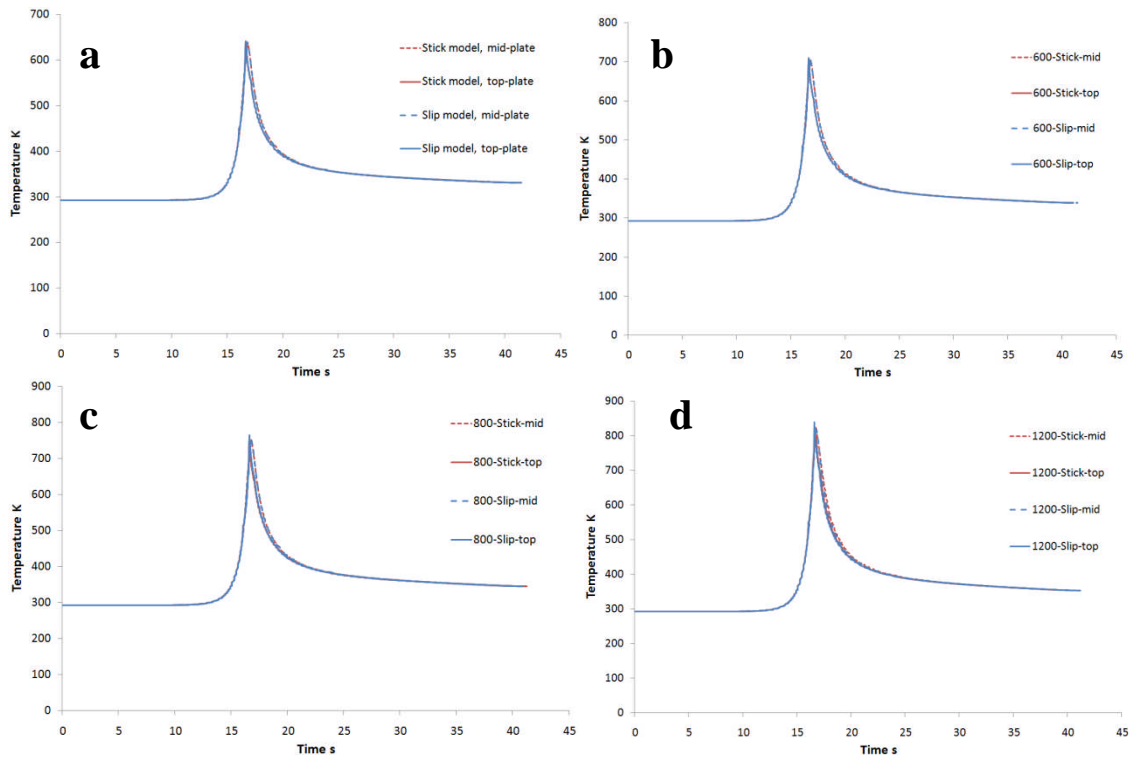 a
700
600
500
400
300
200
100
0
Temperature K
0 5 10 15 20 25 30 35 40 45
Time s
Stick model, mid-plate
Stick model, top-plate
Slip model, mid-plate
Slip model, top-plate
b
800
700
600
500
400
300
200
100
0
Temperature K
0 5 10 15 20 25 30 35 40 45
Time s
600-Stick-mid
600-Stick-top
600-Slip-mid
600-Slip-top
c
900
800
700
600
500
400
300
200
100
0
Temperature K
0 5 10 15 20 25 30 35 40 45
Time s
800-Stick-mid
800-Stick-top
800-Slip-mid
800-Slip-top
d
900
800
700
600
500
400
300
200
100
0
Temperature K
0 5 10 15 20 25 30 35 40 45
Time s
1200-Stick-mid
1200-Stick-top
1200-Slip-mid
1200-Slip-top